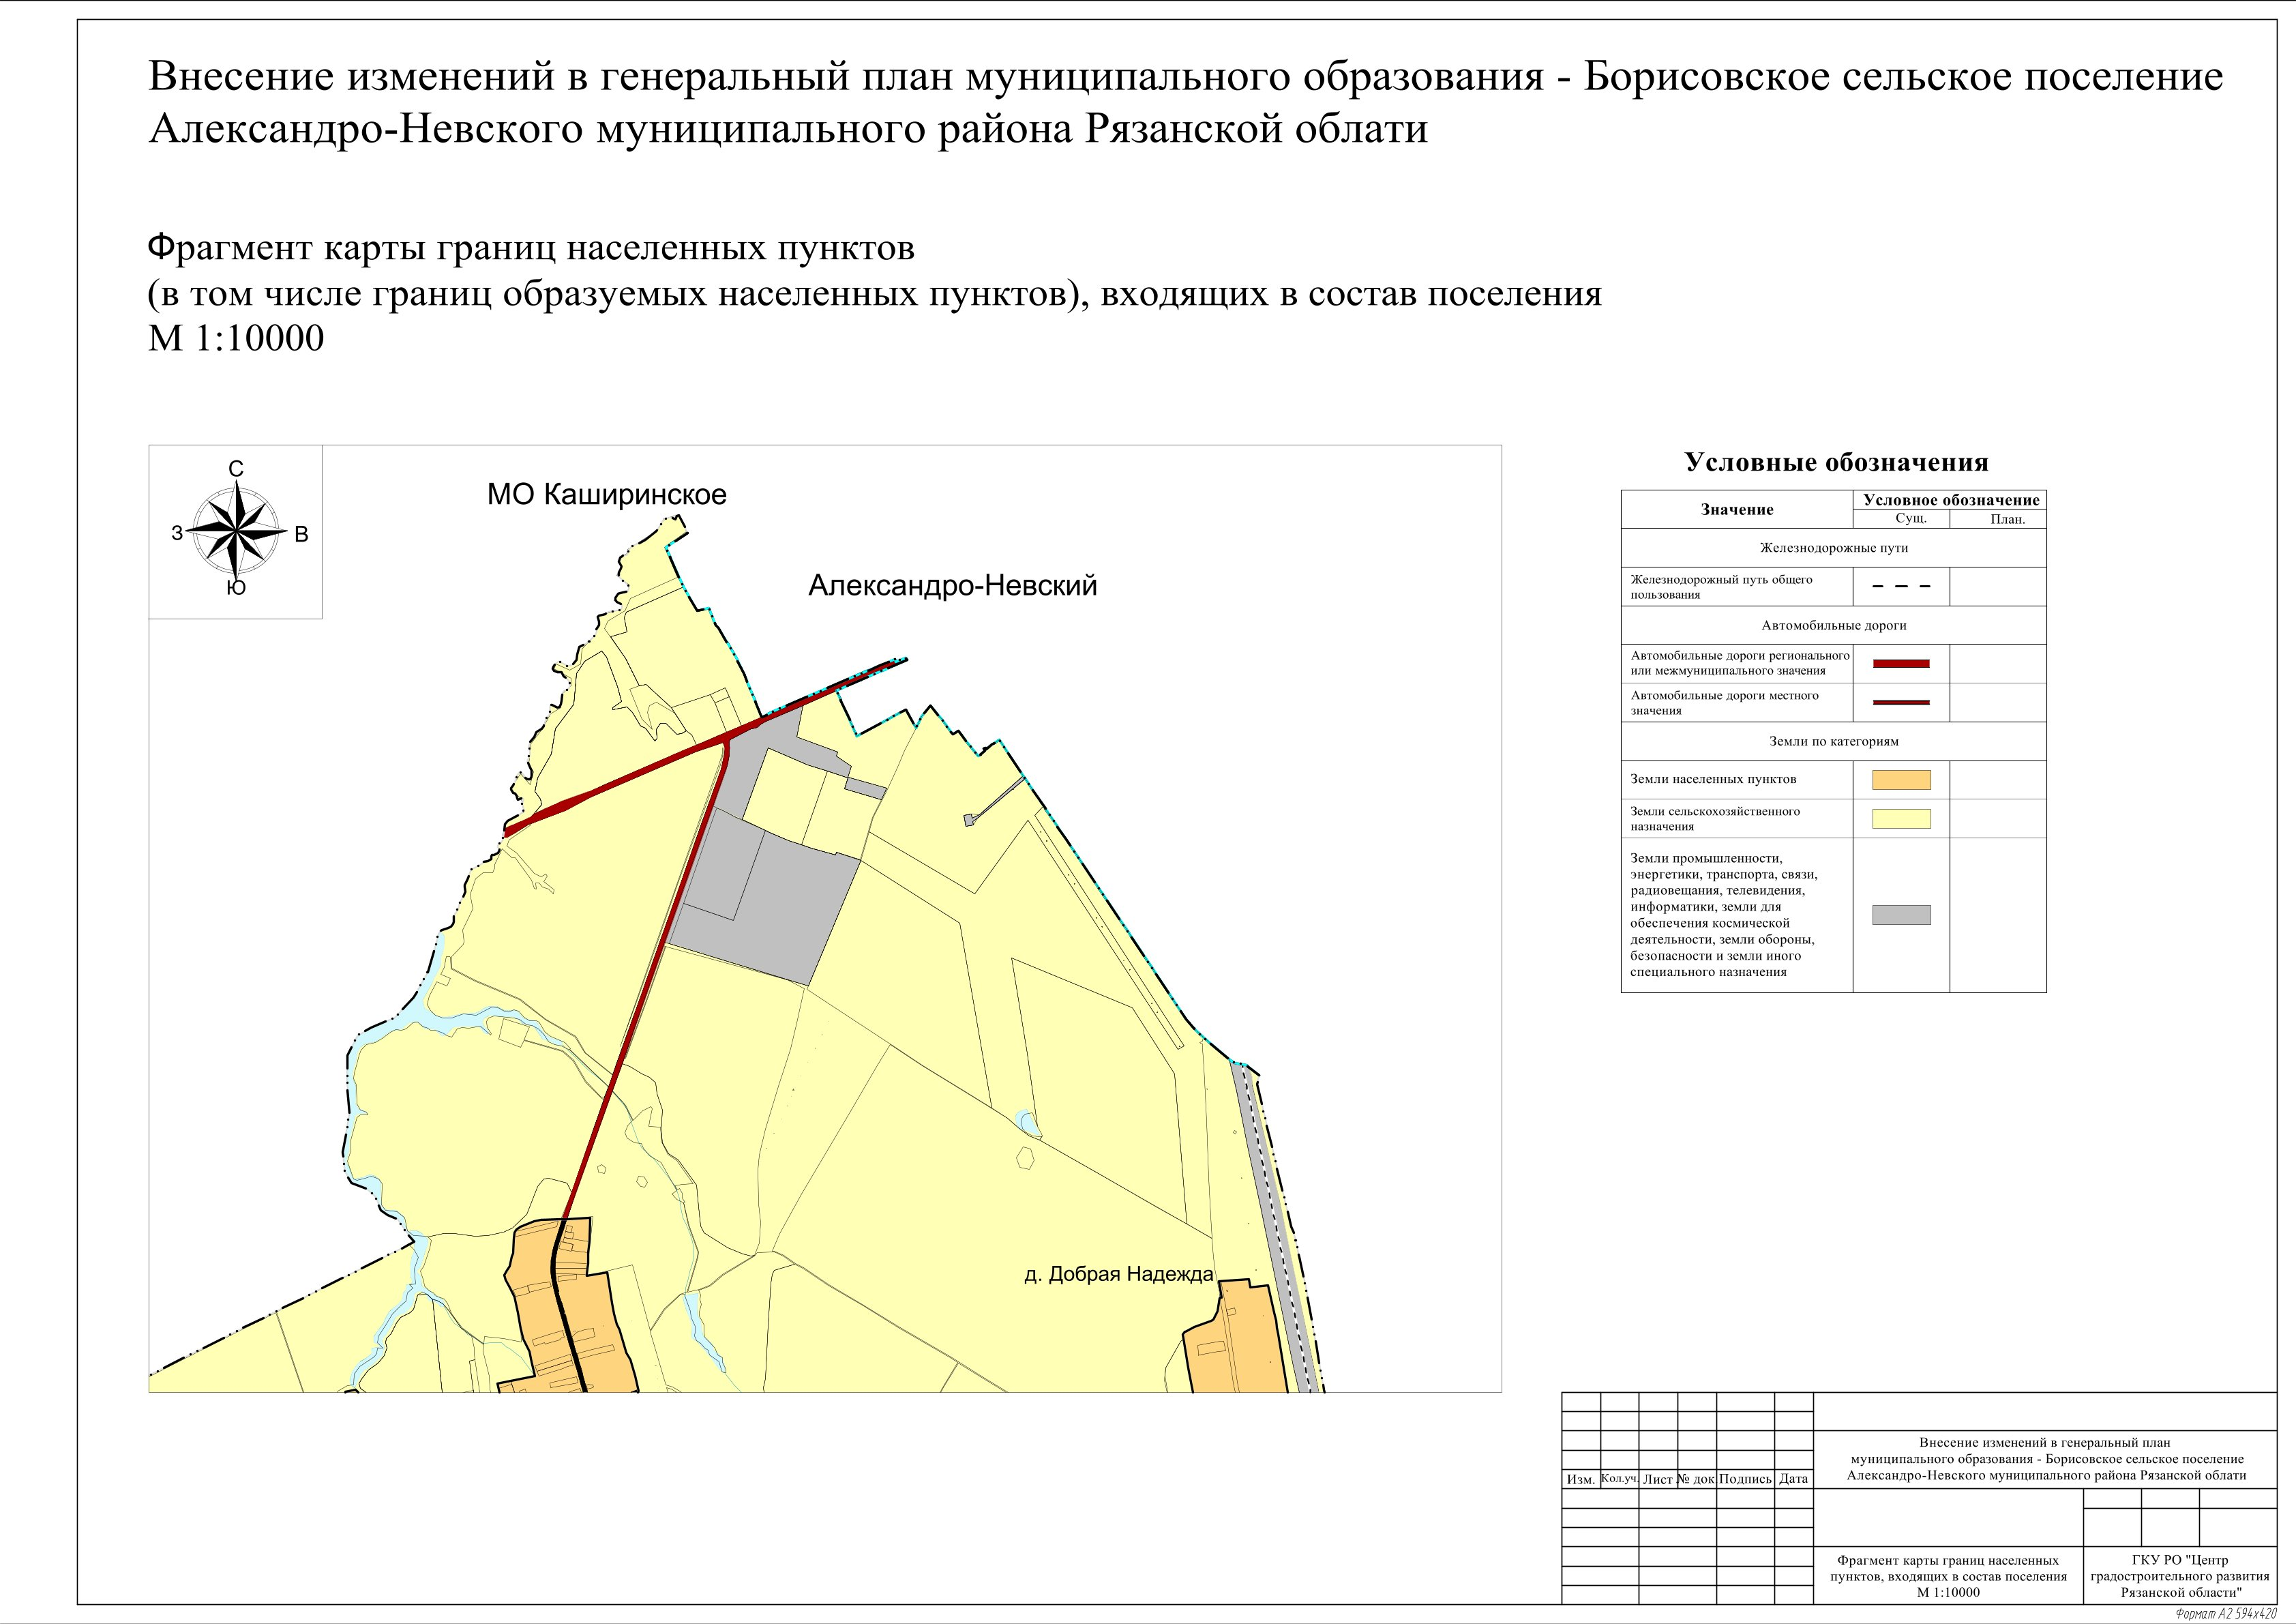 Внесение изменений в генеральный план муниципального образования - Борисовское сельское поселение
Александро-Невского муниципального района Рязанской облати
Фрагмент карты границ населенных пунктов
(в том числе границ образуемых населенных пунктов), входящих в состав поселения
М 1:10000
С
З
В
Ю
МО Каширинское
Александро-Невский
д. Добрая Надежда
Условные обозначения
Значение
Условное обозначение
Сущ.
План.
Железнодорожные пути
Железнодорожный путь общего
пользования
Автомобильные дороги
Автомобильные дороги регионального
или межмуниципального значения
Автомобильные дороги местного
значения
Земли по категориям
Земли населенных пунктов
Земли сельскохозяйственного
назначения
Земли промышленности,
энергетики, транспорта, связи,
радиовещания, телевидения,
информатики, земли для
обеспечения космической
деятельности, земли обороны,
безопасности и земли иного
специального назначения
Изм. Кол.уч. Лист № док. Подпись Дата
Внесение изменений в генеральный план
муниципального образования - Борисовское сельское поселение
Александро-Невского муниципального района Рязанской облати
Фрагмент карты границ населенных
пунктов, входящих в состав поселения
М 1:10000
ГКУ РО "Центр
градостроительного развития
Рязанской области"
Формат А2 594х420